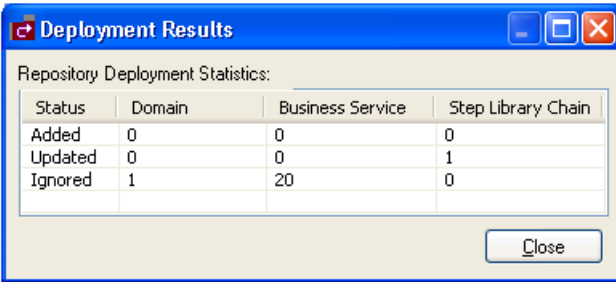 Deployment Results
Repository Deployment Statistics:
Status Domain Business Service Step Library Chain
Added 0 0 0
Updated 0 0 1
Ignored 1 20 0
Close